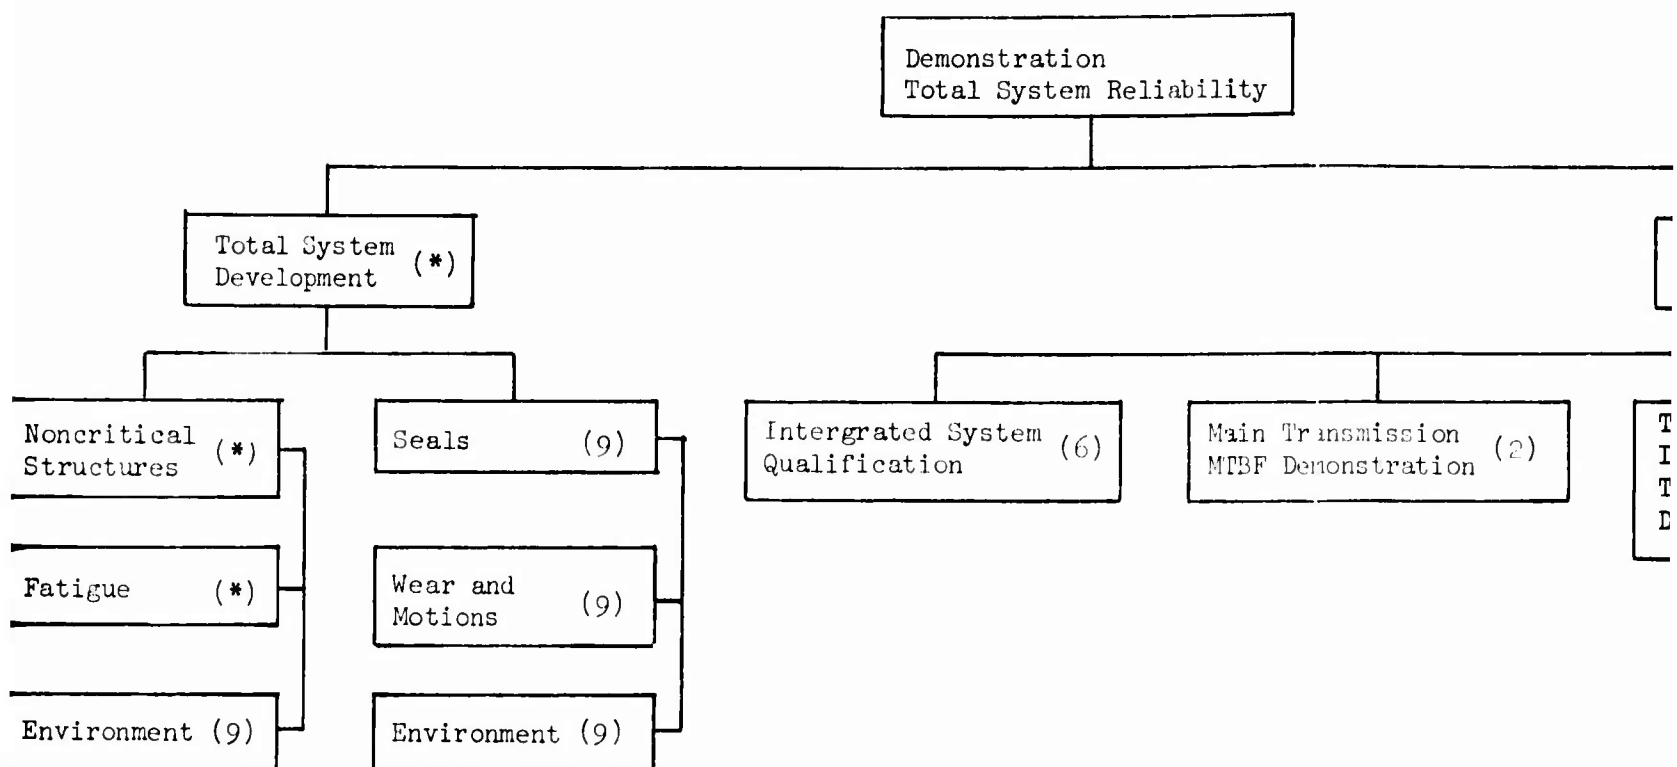 Demonstration
Total System Reliability
Total System
Development (*)
Noncritical
Structures (*)
Fatigue (*)
Environment (9)
Seals (9)
Wear and
Motions (9)
Environment (9)
Intergrated System
Qualification (6)
Main Transmission
MTBF Demonstration (2)
T
I
T
D